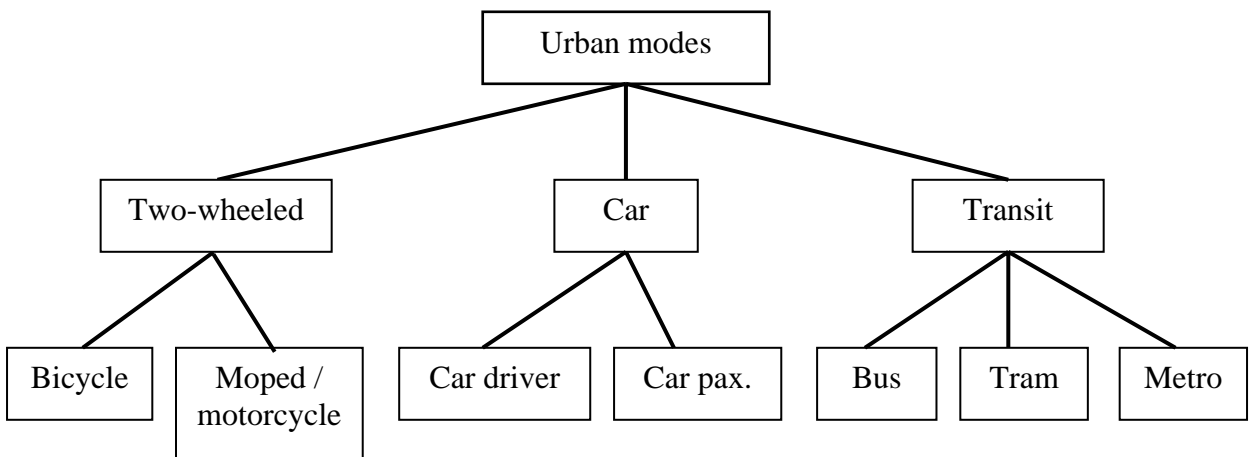 Urban modes
Two-wheeled
Car
Transit
Bicycle
Moped /
motorcycle
Car driver
Car pax.
Bus
Tram
Metro